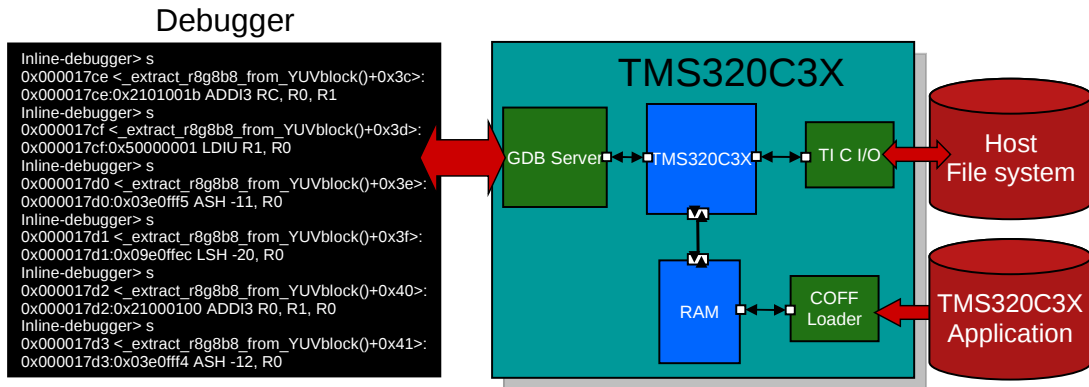 Debugger
Inline-debugger> s
0x000017ce <_extract_r8g8b8_from_YUVblock()+0x3c>:
0x000017ce:0x2101001b ADDI3 RC, R0, R1
Inline-debugger> s
0x000017cf <_extract_r8g8b8_from_YUVblock()+0x3d>:
0x000017cf:0x50000001 LDIU R1, R0
Inline-debugger> s
0x000017d0 <_extract_r8g8b8_from_YUVblock()+0x3e>:
0x000017d0:0x03e0fff5 ASH -11, R0
Inline-debugger> s
0x000017d1 <_extract_r8g8b8_from_YUVblock()+0x3f>:
0x000017d1:0x09e0ffec LSH -20, R0
Inline-debugger> s
0x000017d2 <_extract_r8g8b8_from_YUVblock()+0x40>:
0x000017d2:0x21000100 ADDI3 R0, R1, R0
Inline-debugger> s
0x000017d3 <_extract_r8g8b8_from_YUVblock()+0x41>:
0x000017d3:0x03e0fff4 ASH -12, R0
TMS320C3X
GDB Server
TMS320C3X
TI C I/O
RAM
COFF
Loader
Host
File system
TMS320C3X
Application